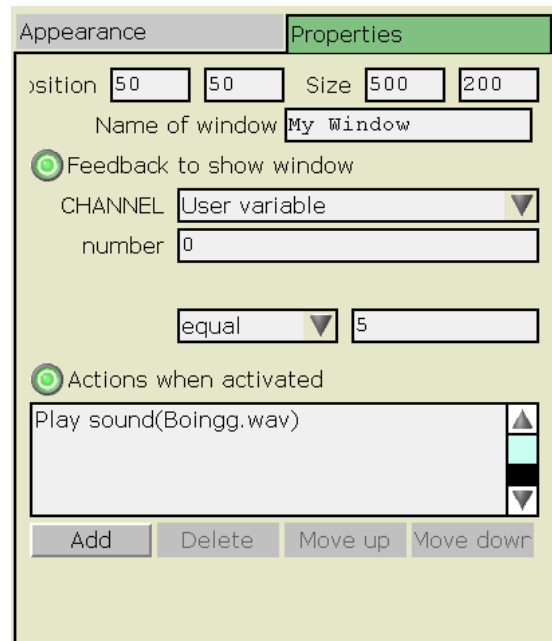 Appearance Properties
osition 50 50 Size 500 200
Name of window My Window
Feedback to show window
CHANNEL User variable
number 0
equal 5
Actions when activated
Play sound(Boingg.wav)
Add Delete Move up Move down